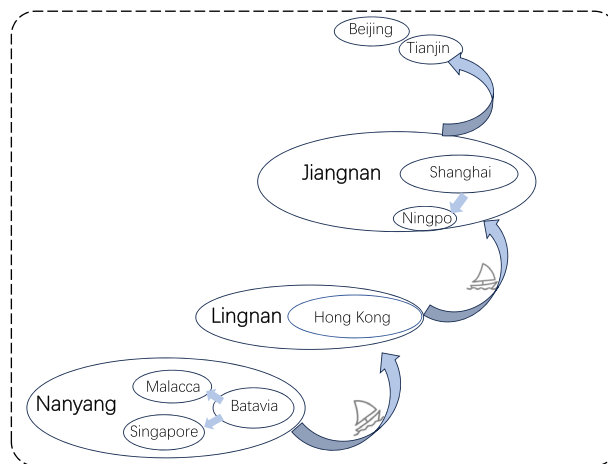 Beijing
Tianjin
Jiangnan
Shanghai
Ningpo
Lingnan
Hong Kong
Malacca
Nanyang
Batavia
Singapore